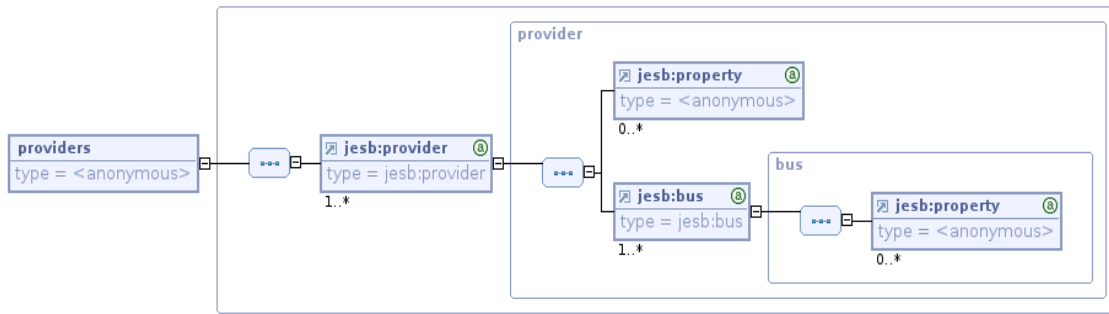 provider
jesb:property
type = <anonymous>
0..*
providers
type = <anonymous>
jesb:provider
type = jesb:provider
1..*
bus
jesb:bus
type = jesb:bus
1..*
jesb:property
type = <anonymous>
0..*